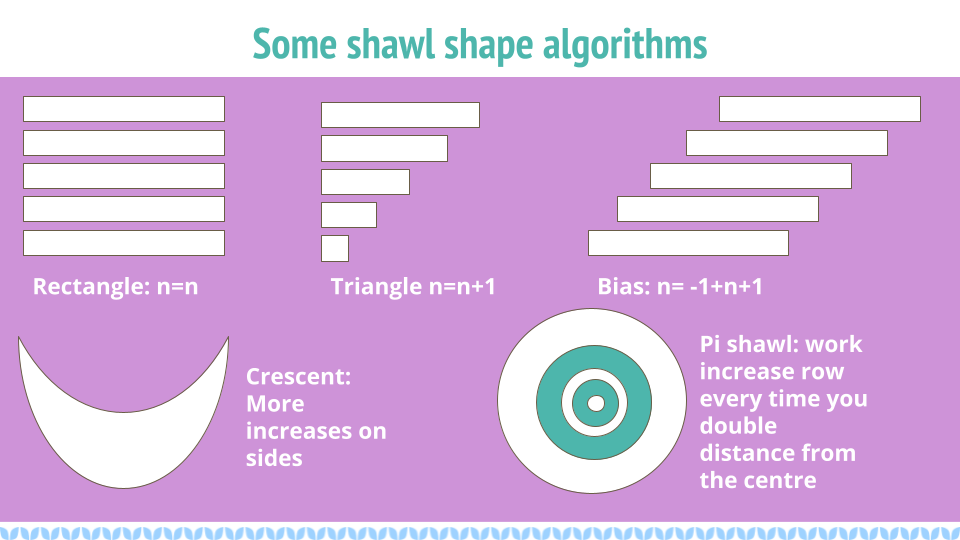 Some shawl shape algorithms
Rectangle: n=n
Triangle n=n+1
Bias: n= -1+n+1
Crescent:
More
increases on
sides
Pi shawl: work
increase row
every time you
double
distance from
the centre